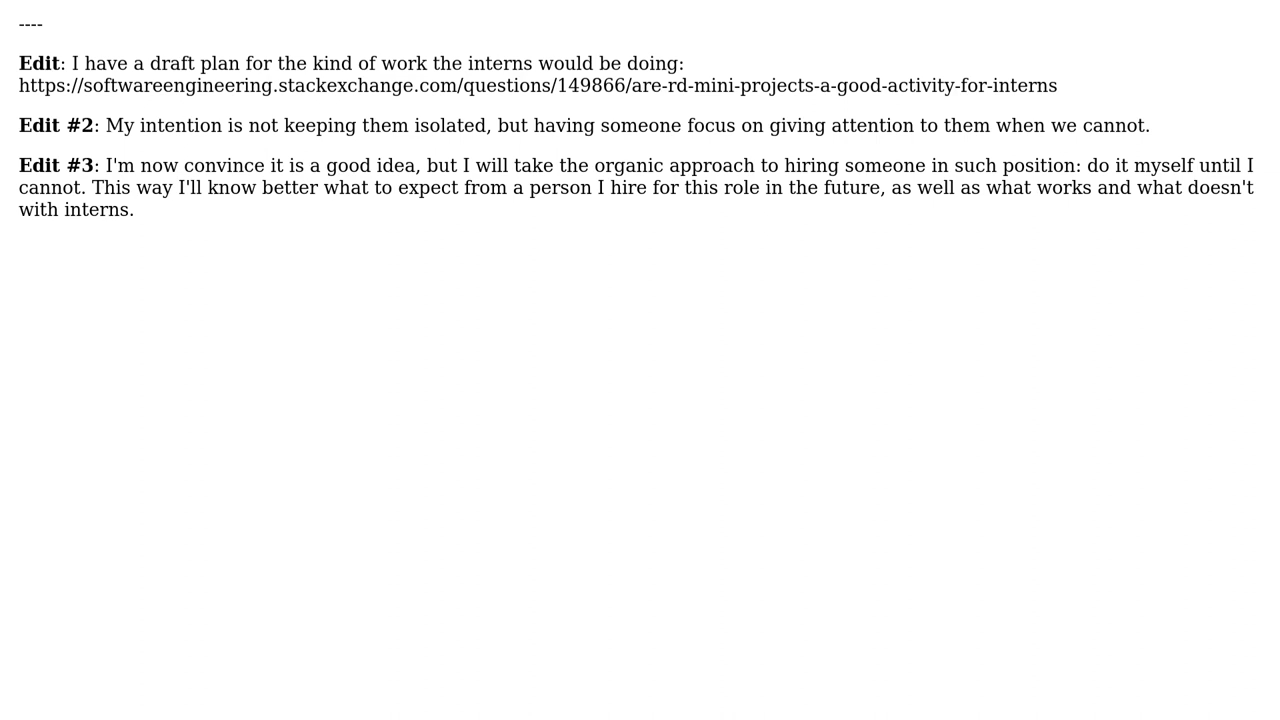 ----
Edit: I have a draft plan for the kind of work the interns would be doing:
https://softwareengineering.stackexchange.com/questions/149866/are-rd-mini-projects-a-good-activity-for-interns
Edit #2: My intention is not keeping them isolated, but having someone focus on giving attention to them when we cannot.
Edit #3: I'm now convince it is a good idea, but I will take the organic approach to hiring someone in such position: do it myself until I
cannot. This way I'll know better what to expect from a person I hire for this role in the future, as well as what works and what doesn't
with interns.